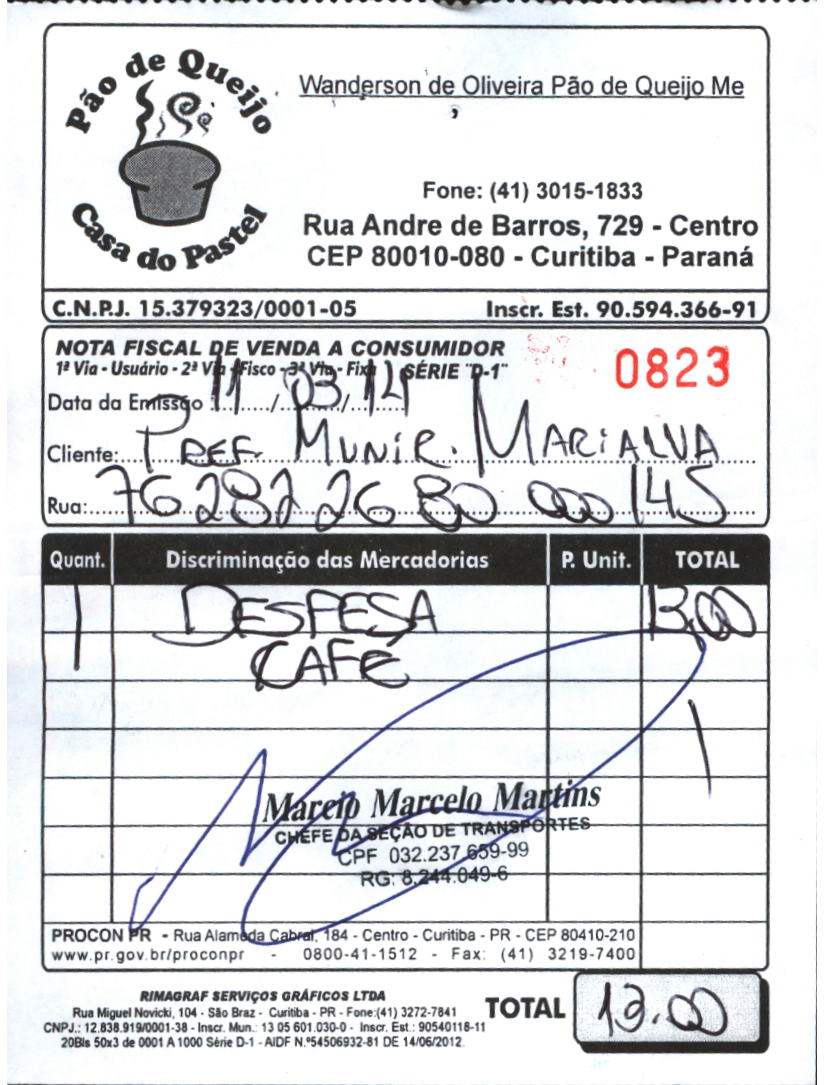 Pão de Queijo
Casa do Pastel
Wanderson de Oliveira Pão de Queijo Me
Fone: (41) 3015-1833
Rua Andre de Barros, 729 - Centro
CEP 80010-080 - Curitiba - Paraná
C.N.P.J. 15.379323/0001-05 Inscr. Est. 90.594.366-91
NOTA FISCAL DE VENDA A CONSUMIDOR
1ª Via - Usuário - 2ª Via - Fisco - 3ª Via - Fixa SÉRIE "D-1"
0823
Data da Emissão 11/03/14
Cliente: PREF. MUNIR. MARIALVA
Rua: 76 282 26 80 000 145
Quant. Discriminação das Mercadorias P. Unit. TOTAL
1 DESPESA 13,00
CAFÉ
Marcio Marcelo Martins
CHEFE DA SEÇÃO DE TRANSPORTES
CPF 032.237.659-99
RG: 8.244.049-6
PROCON PR - Rua Alameda Cabral, 184 - Centro - Curitiba - PR - CEP 80410-210
www.pr.gov.br/proconpr - 0800-41-1512 - Fax: (41) 3219-7400
RIMAGRAF SERVIÇOS GRÁFICOS LTDA
Rua Miguel Novicki, 104 - São Braz - Curitiba - PR - Fone:(41) 3272-7841
CNPJ.: 12.838.919/0001-38 - Inscr. Mun.: 13 05 601.030-0 - Inscr. Est.: 90540118-11
20Bls 50x3 de 0001 A 1000 Série D-1 - AIDF N.º54506932-81 DE 14/06/2012.
TOTAL 13.00